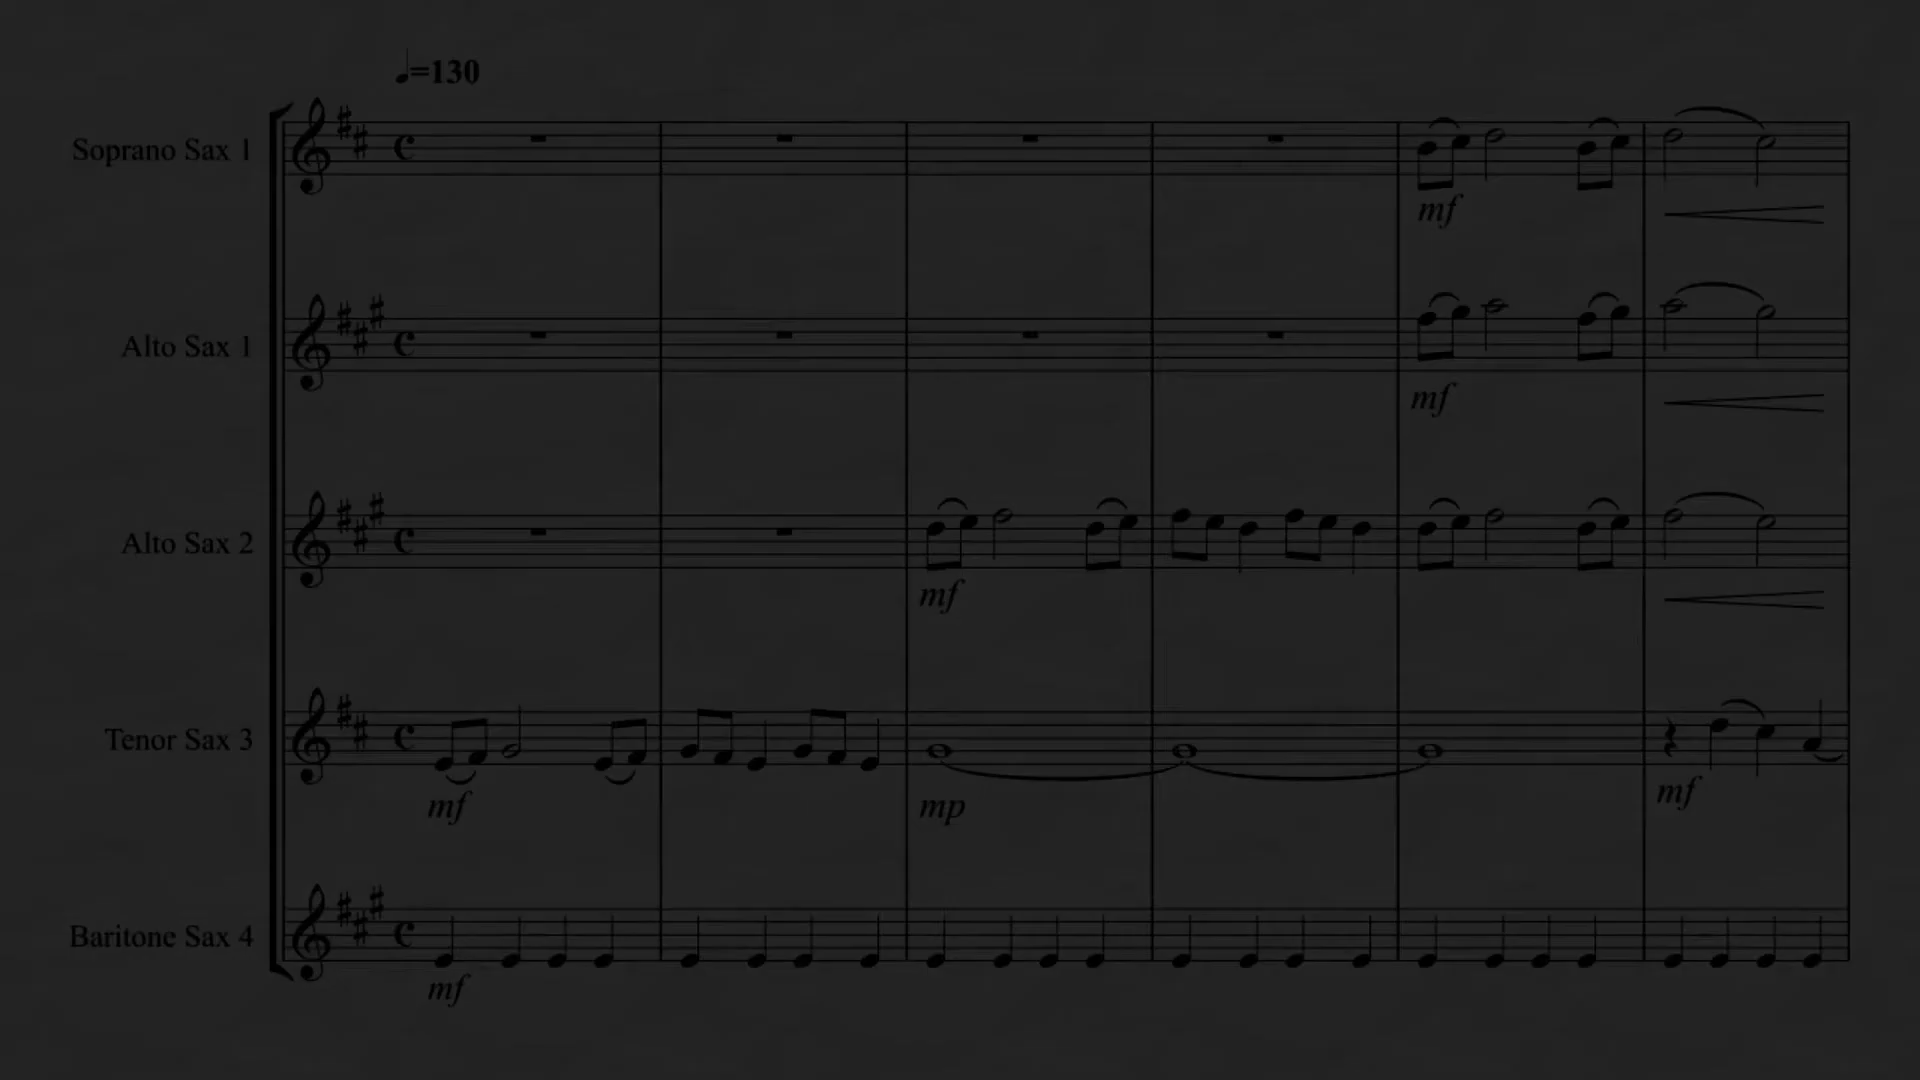 ♩=130
Soprano Sax 1
mf
Alto Sax 1
mf
Alto Sax 2
mf
Tenor Sax 3
mf
mp
mf
Baritone Sax 4
mf